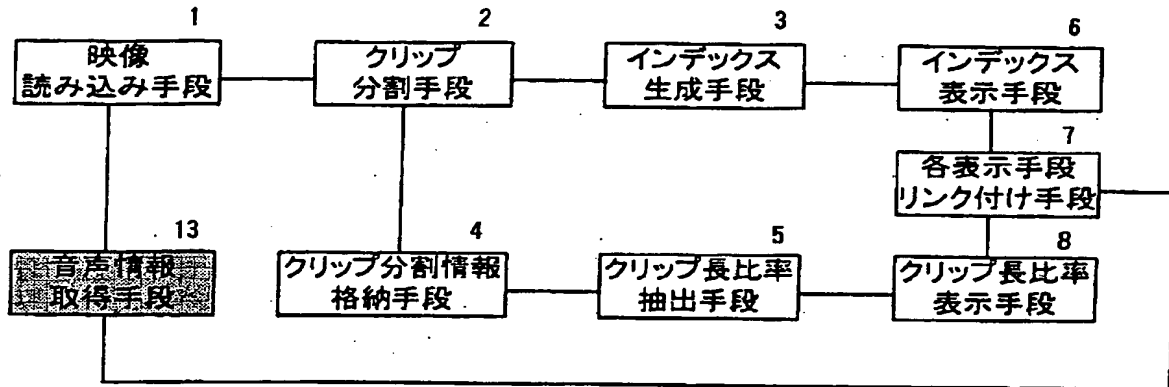 1
映像
読み込み手段
2
クリップ
分割手段
3
インデックス
生成手段
6
インデックス
表示手段
7
各表示手段
リンク付け手段
13
音声情報
取得手段
4
クリップ分割情報
格納手段
5
クリップ長比率
抽出手段
8
クリップ長比率
表示手段